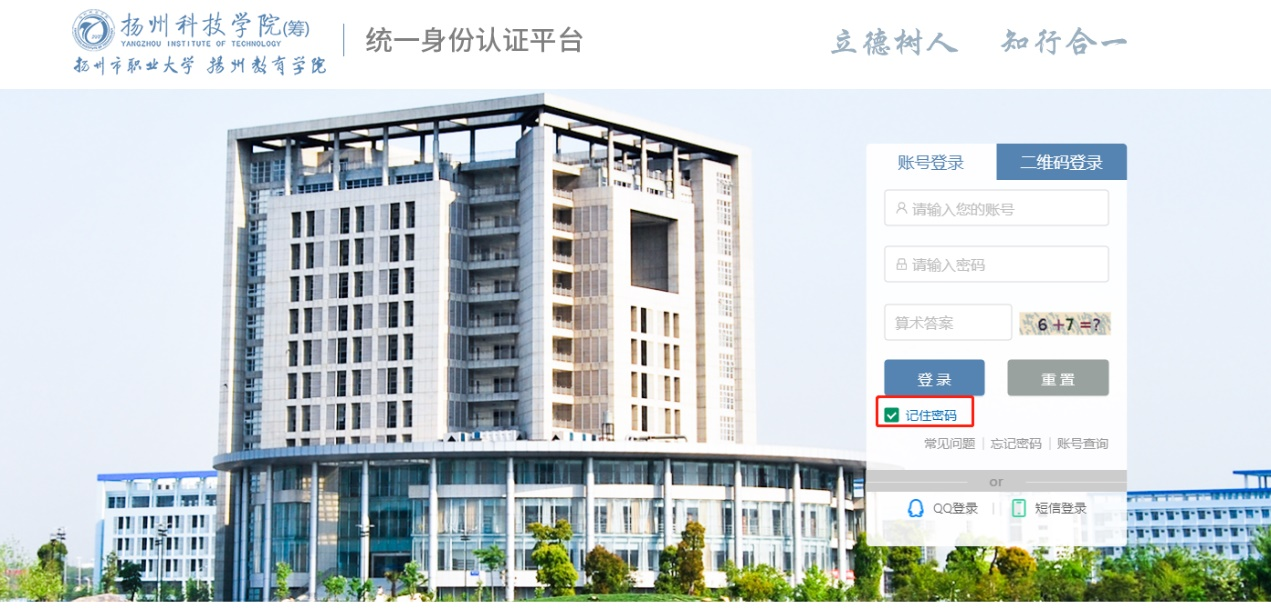 扬州科技学院(筹)
YANGZHOU INSTITUTE OF TECHNOLOGY
扬州市职业大学 揚州教育学院
统一身份认证平台
立德树人 知行合一
账号登录 二维码登录
请输入您的账号
请输入密码
算术答案 6+7=?
登 录 重 置
记住密码
常见问题 | 忘记密码 | 账号查询
or
QQ登录 | 短信登录